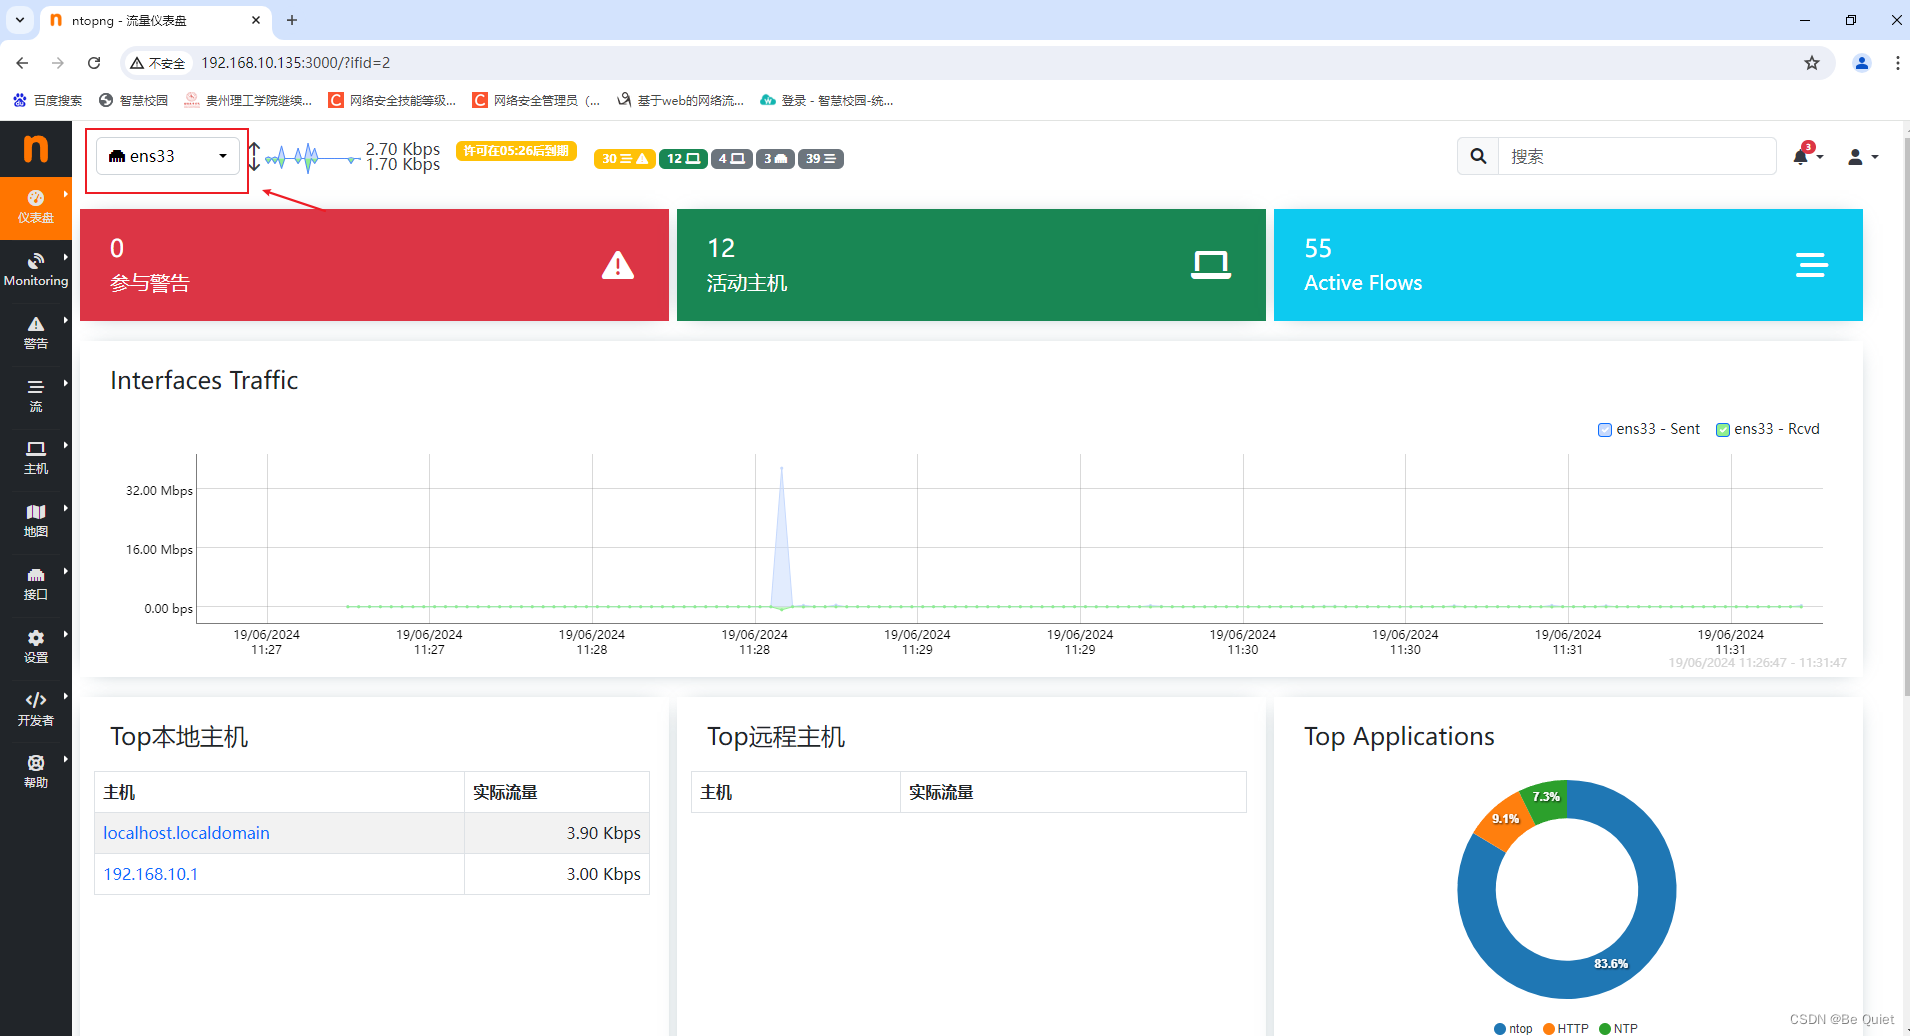 ntopng - 流量仪表盘
不安全
192.168.10.135:3000/?ifid=2
百度搜索
智慧校园
贵州理工学院继续...
网络安全技能等级...
网络安全管理员（...
基于web的网络流...
登录 - 智慧校园-统...
n
ens33
2.70 Kbps
1.70 Kbps
许可在05:26后到期
30
12
4
3
39
搜索
3
仪表盘
Monitoring
警告
流
主机
地图
接口
设置
开发者
帮助
0
参与警告
12
活动主机
55
Active Flows
Interfaces Traffic
ens33 - Sent
ens33 - Rcvd
32.00 Mbps
16.00 Mbps
0.00 bps
19/06/2024 11:27
19/06/2024 11:27
19/06/2024 11:28
19/06/2024 11:28
19/06/2024 11:29
19/06/2024 11:29
19/06/2024 11:30
19/06/2024 11:30
19/06/2024 11:31
19/06/2024 11:31
19/06/2024 11:26:47 - 11:31:47
Top本地主机
主机 实际流量
localhost.localdomain 3.90 Kbps
192.168.10.1 3.00 Kbps
Top远程主机
主机 实际流量
Top Applications
7.3%
9.1%
83.6%
ntop HTTP NTP
CSDN @Be Quiet